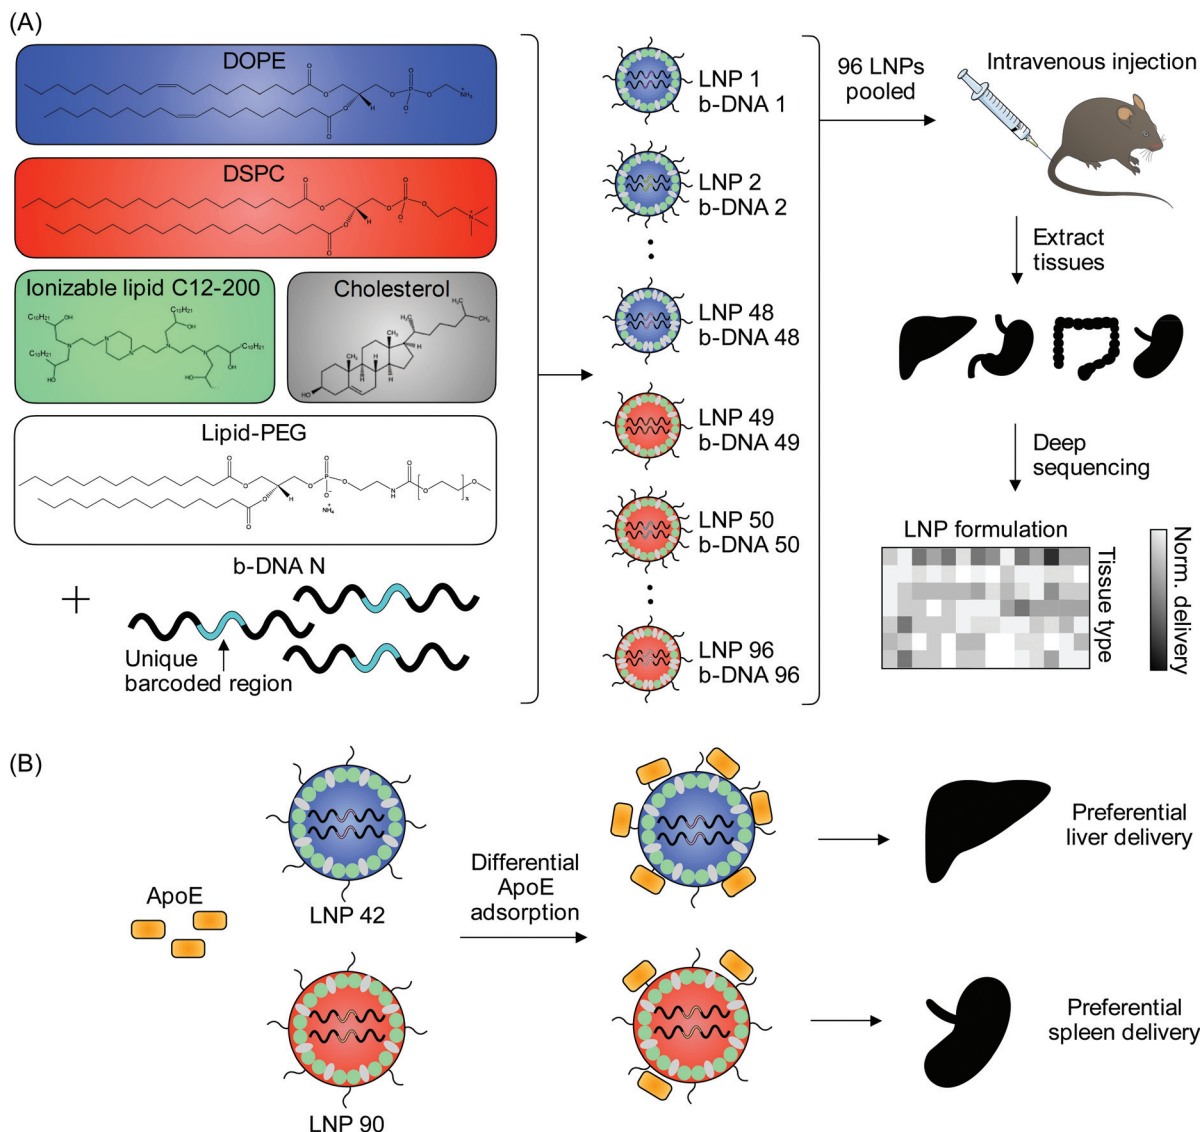 (A)
DOPE
DSPC
Ionizable lipid C12-200
Cholesterol
Lipid-PEG
b-DNA N
+
Unique
barcoded region
LNP 1
b-DNA 1
LNP 2
b-DNA 2
LNP 48
b-DNA 48
LNP 49
b-DNA 49
LNP 50
b-DNA 50
LNP 96
b-DNA 96
96 LNPs
pooled
Intravenous injection
Extract
tissues
Deep
sequencing
LNP formulation
Tissue type
Norm. delivery
(B)
ApoE
LNP 42
LNP 90
Differential
ApoE
adsorption
Preferential
liver delivery
Preferential
spleen delivery